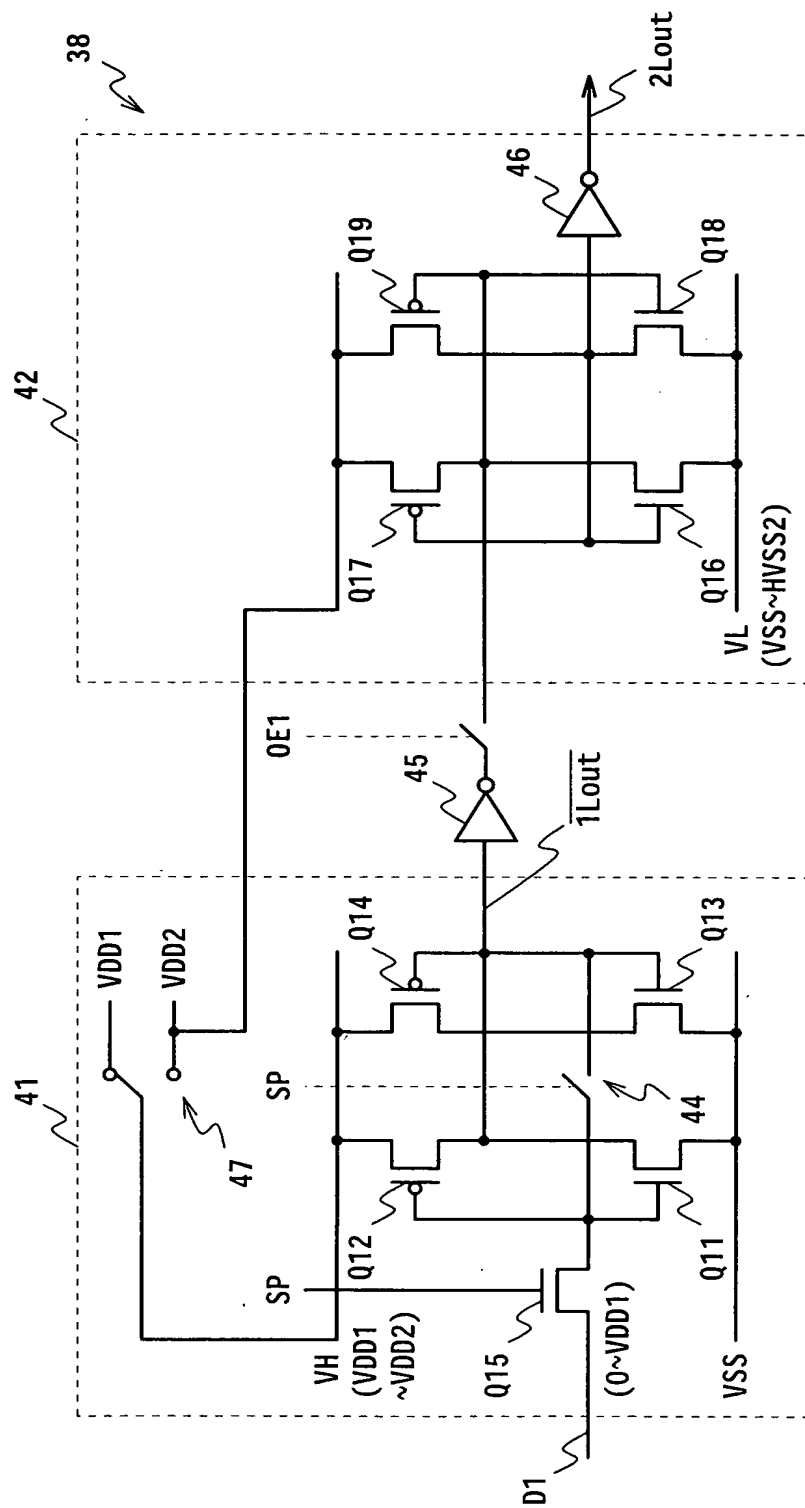 38
41
42
VDD1
VDD2
47
SP
SP
VH
(VDD1
~VDD2)
Q12
Q14
Q15
(0~VDD1)
D1
44
Q11
Q13
VSS
45
OE1
1Lout
Q17
Q19
46
2Lout
Q16
Q18
VL
(VSS~HVSS2)